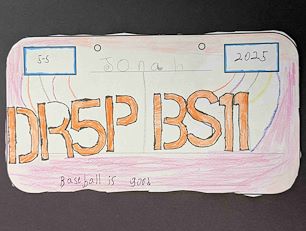 5-5 2025
Jonah
DR5P BS11
Baseball is good